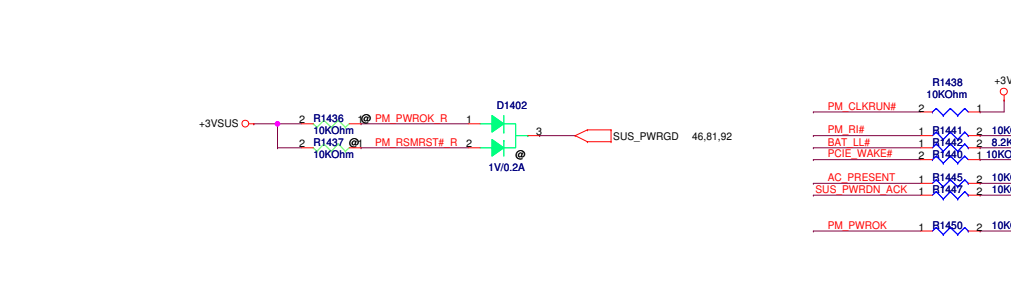 D1402
+3VSUS 2 R1436 1 @ PM_PWROK_R 1
10KOhm
2 R1437 @ 1 PM_RSMRST#_R 2
10KOhm
3 SUS_PWRGD 46,81,92
@
1V/0.2A
R1438 +3V
10KOhm
PM_CLKRUN# 2 1
PM_RI# 1 R1441 2 10K
BAT_LL# 1 R1442 2 8.2K
PCIE_WAKE# 2 R1440 1 10KO
AC_PRESENT 1 R1445 2 10K
SUS_PWRDN_ACK 1 R1447 2 10K
PM_PWROK 1 R1450 2 10K